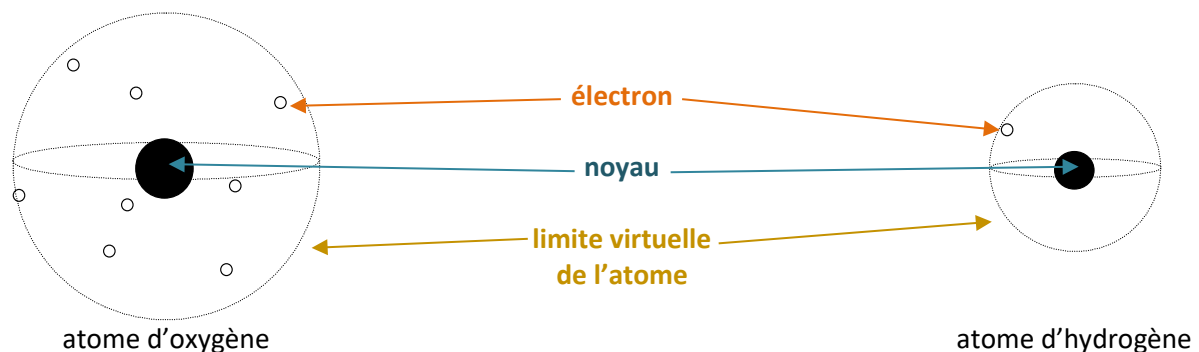 électron
noyau
limite virtuelle
de l’atome
atome d’oxygène
atome d’hydrogène